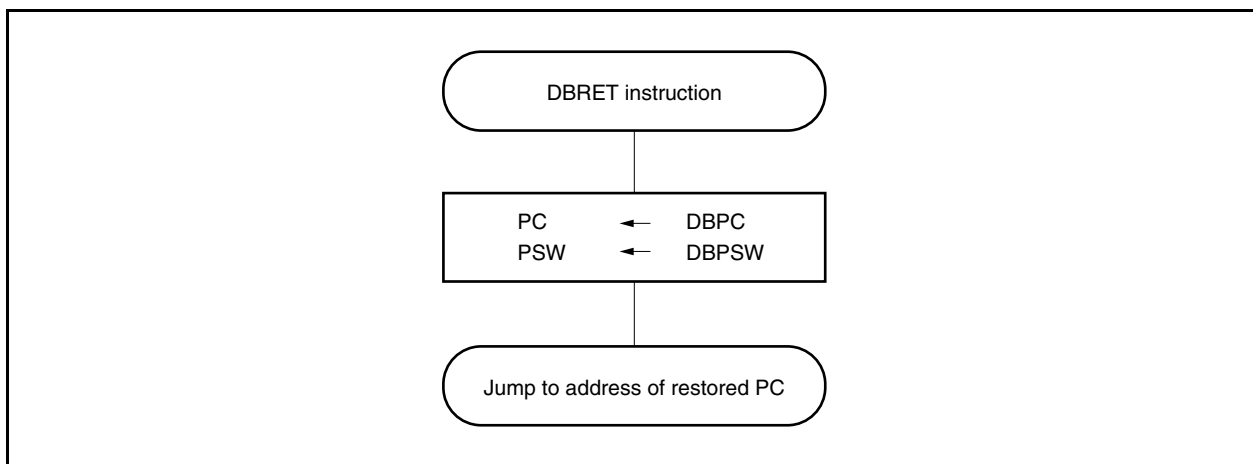 DBRET instruction
PC ← DBPC
PSW ← DBPSW
Jump to address of restored PC